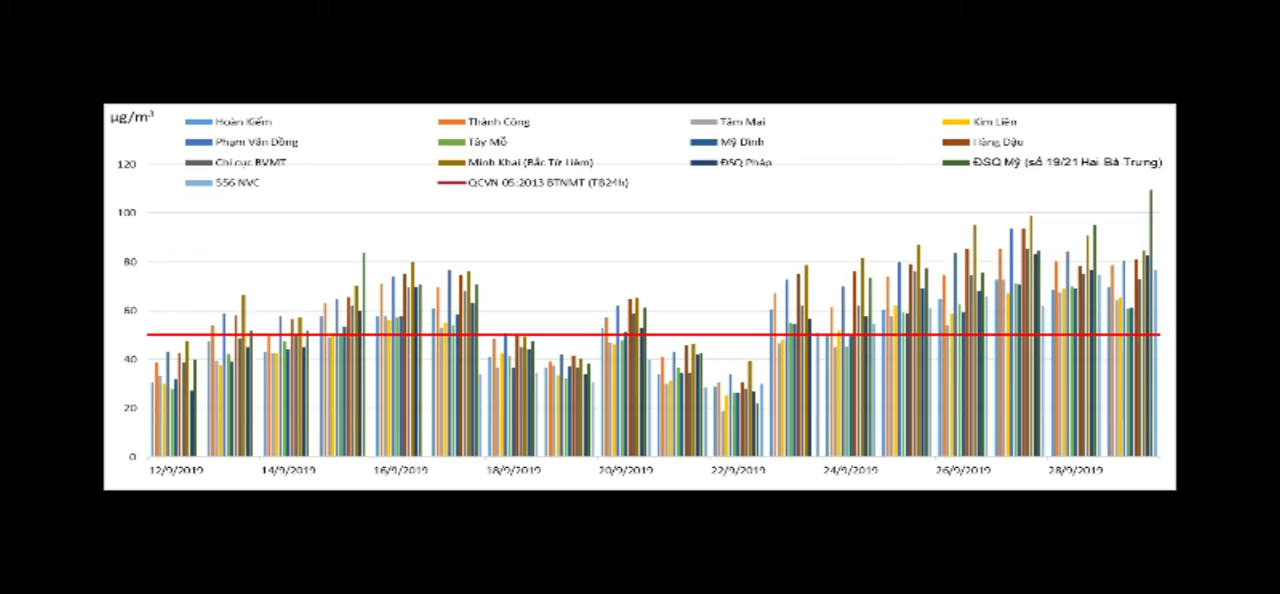 µg/m³
Hoàn Kiếm Thành Công Tâm Mai Kim Liên
Phạm Văn Đồng Tây Mỗ Mỹ Đình Hàng Đậu
Chi cục BVMT Minh Khai (Bắc Từ Liêm) ĐSQ Pháp ĐSQ Mỹ (số 19/21 Hai Bà Trưng)
556 NVC QCVN 05:2013 BTNMT (TB24h)
120
100
80
60
40
20
0
12/9/2019 14/9/2019 16/9/2019 18/9/2019 20/9/2019 22/9/2019 24/9/2019 26/9/2019 28/9/2019